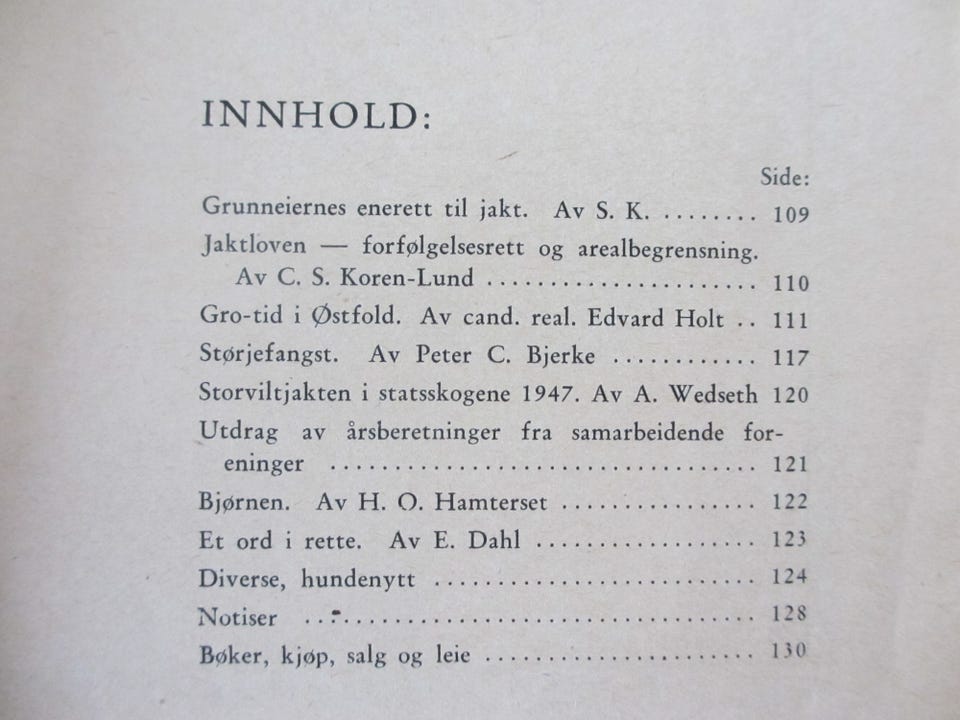 INNHOLD:
Side:
Grunneiernes enerett til jakt. Av S. K. ........ 109
Jaktloven — forfølgelsesrett og arealbegrensning.
Av C. S. Koren-Lund ...................... 110
Gro-tid i Østfold. Av cand. real. Edvard Holt .. 111
Størjefangst. Av Peter C. Bjerke ............ 117
Storviltjakten i statsskogene 1947. Av A. Wedseth 120
Utdrag av årsberetninger fra samarbeidende for-
eninger ................................... 121
Bjørnen. Av H. O. Hamterset ................ 122
Et ord i rette. Av E. Dahl .................. 123
Diverse, hundenytt .......................... 124
Notiser ..................................... 128
Bøker, kjøp, salg og leie ...................... 130